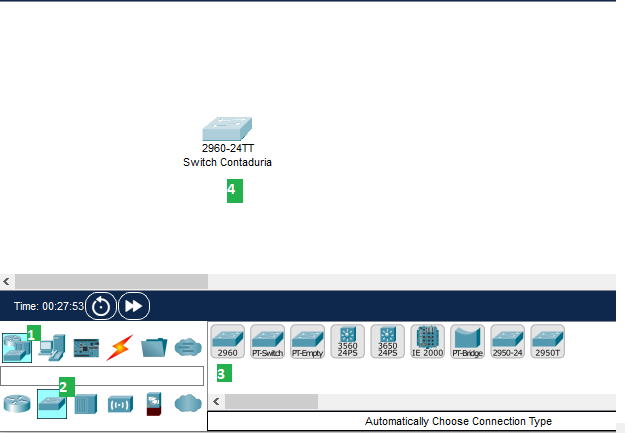 2960-24TT
Switch Contaduria
4
Time: 00:27:53
1
2960
PT-Switch
PT-Empty
3560
24PS
3650
24PS
IE 2000
PT-Bridge
2950-24
2950T
2
3
Automatically Choose Connection Type